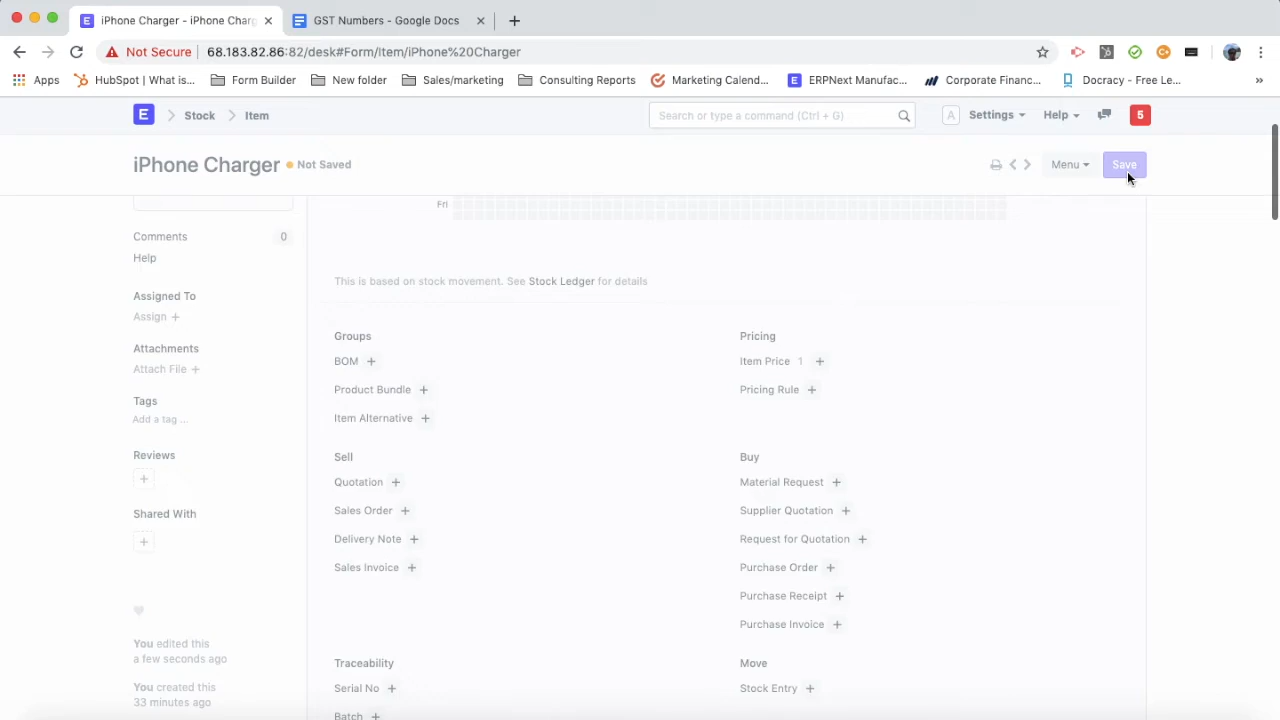 E iPhone Charger - iPhone Charg
GST Numbers - Google Docs
Not Secure 68.183.82.86:82/desk#Form/Item/iPhone%20Charger
Apps HubSpot | What is... Form Builder New folder Sales/marketing Consulting Reports Marketing Calend... E ERPNext Manufac... Corporate Financ... Docracy - Free Le... »
E Stock Item Search or type a command (Ctrl + G) A Settings Help 5
iPhone Charger Not Saved Menu Save
Fri
Comments 0
Help
This is based on stock movement. See Stock Ledger for details
Assigned To
Assign +
Attachments
Attach File +
Tags
Add a tag ...
Reviews
+
Shared With
+
You edited this
a few seconds ago
You created this
33 minutes ago
Groups
BOM +
Product Bundle +
Item Alternative +
Pricing
Item Price 1 +
Pricing Rule +
Sell
Quotation +
Sales Order +
Delivery Note +
Sales Invoice +
Buy
Material Request +
Supplier Quotation +
Request for Quotation +
Purchase Order +
Purchase Receipt +
Purchase Invoice +
Traceability
Serial No +
Batch +
Move
Stock Entry +